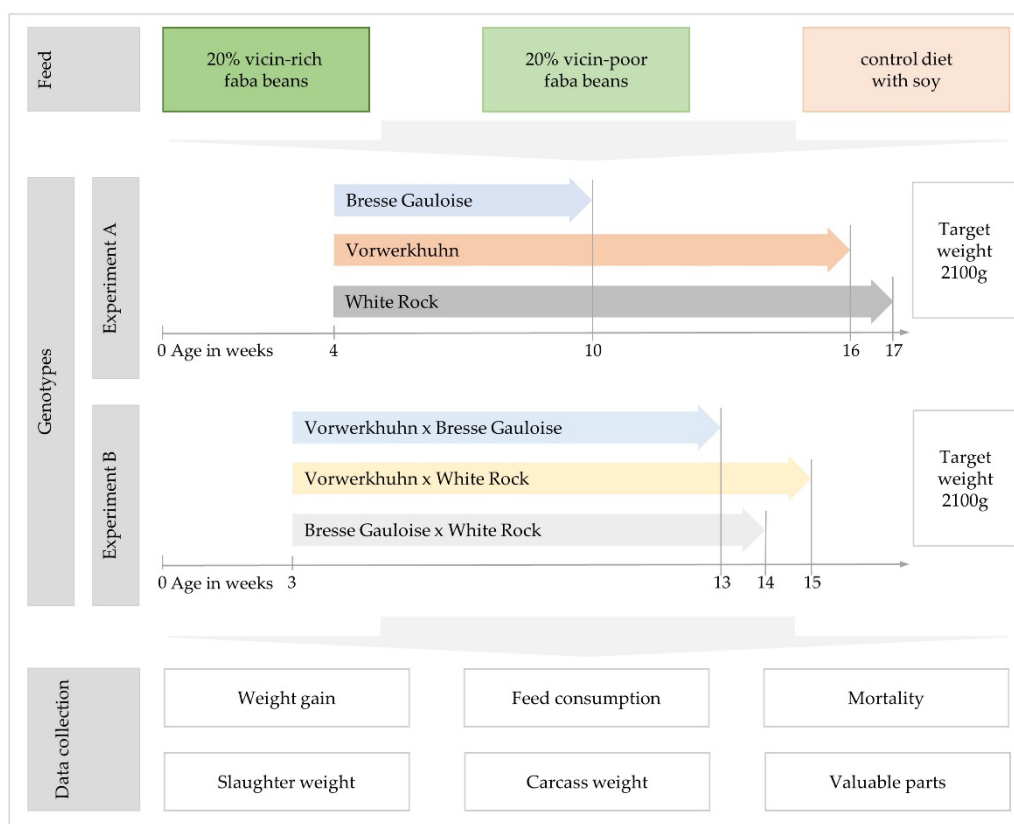 Feed
20% vicin-rich
faba beans
20% vicin-poor
faba beans
control diet
with soy
Genotypes
Experiment A
Bresse Gauloise
Vorwerkhuhn
White Rock
0 Age in weeks
4
10
16
17
Target
weight
2100g
Experiment B
Vorwerkhuhn x Bresse Gauloise
Vorwerkhuhn x White Rock
Bresse Gauloise x White Rock
0 Age in weeks
3
13
14
15
Target
weight
2100g
Data collection
Weight gain
Feed consumption
Mortality
Slaughter weight
Carcass weight
Valuable parts